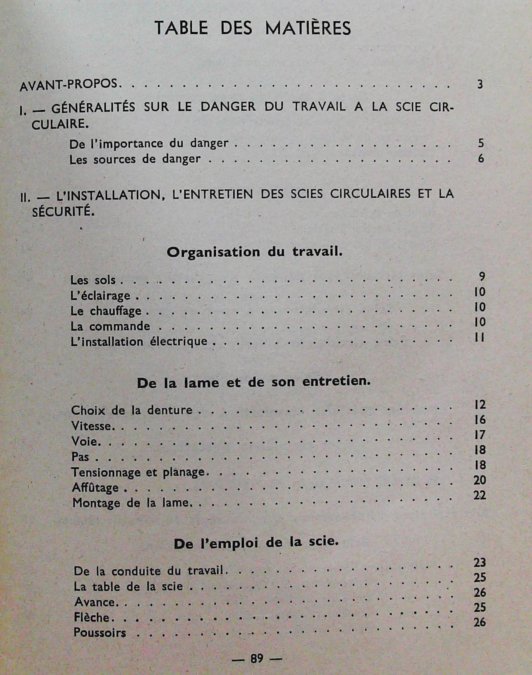 TABLE DES MATIÈRES
AVANT-PROPOS. . . . . . . . . . . . . . . . . . . . . . . . . . . 3
I. — GÉNÉRALITÉS SUR LE DANGER DU TRAVAIL A LA SCIE CIR-
CULAIRE.
De l'importance du danger . . . . . . . . . . . . . . . . . . 5
Les sources de danger . . . . . . . . . . . . . . . . . . . . 6
II. — L'INSTALLATION, L'ENTRETIEN DES SCIES CIRCULAIRES ET LA
SÉCURITÉ.
Organisation du travail.
Les sols . . . . . . . . . . . . . . . . . . . . . . . . . . . 9
L'éclairage . . . . . . . . . . . . . . . . . . . . . . . . . . 10
Le chauffage . . . . . . . . . . . . . . . . . . . . . . . . . 10
La commande . . . . . . . . . . . . . . . . . . . . . . . . 10
L'installation électrique . . . . . . . . . . . . . . . . . . . . 11
De la lame et de son entretien.
Choix de la denture . . . . . . . . . . . . . . . . . . . . . 12
Vitesse. . . . . . . . . . . . . . . . . . . . . . . . . . . . 16
Voie. . . . . . . . . . . . . . . . . . . . . . . . . . . . . 17
Pas . . . . . . . . . . . . . . . . . . . . . . . . . . . . . 18
Tensionnage et planage. . . . . . . . . . . . . . . . . . . . 18
Affûtage . . . . . . . . . . . . . . . . . . . . . . . . . . . 20
Montage de la lame. . . . . . . . . . . . . . . . . . . . . . 22
De l'emploi de la scie.
De la conduite du travail. . . . . . . . . . . . . . . . . . . 23
La table de la scie . . . . . . . . . . . . . . . . . . . . . . 25
Avance. . . . . . . . . . . . . . . . . . . . . . . . . . . . 26
Flèche. . . . . . . . . . . . . . . . . . . . . . . . . . . . 25
Poussoirs . . . . . . . . . . . . . . . . . . . . . . . . . . 26
— 89 —